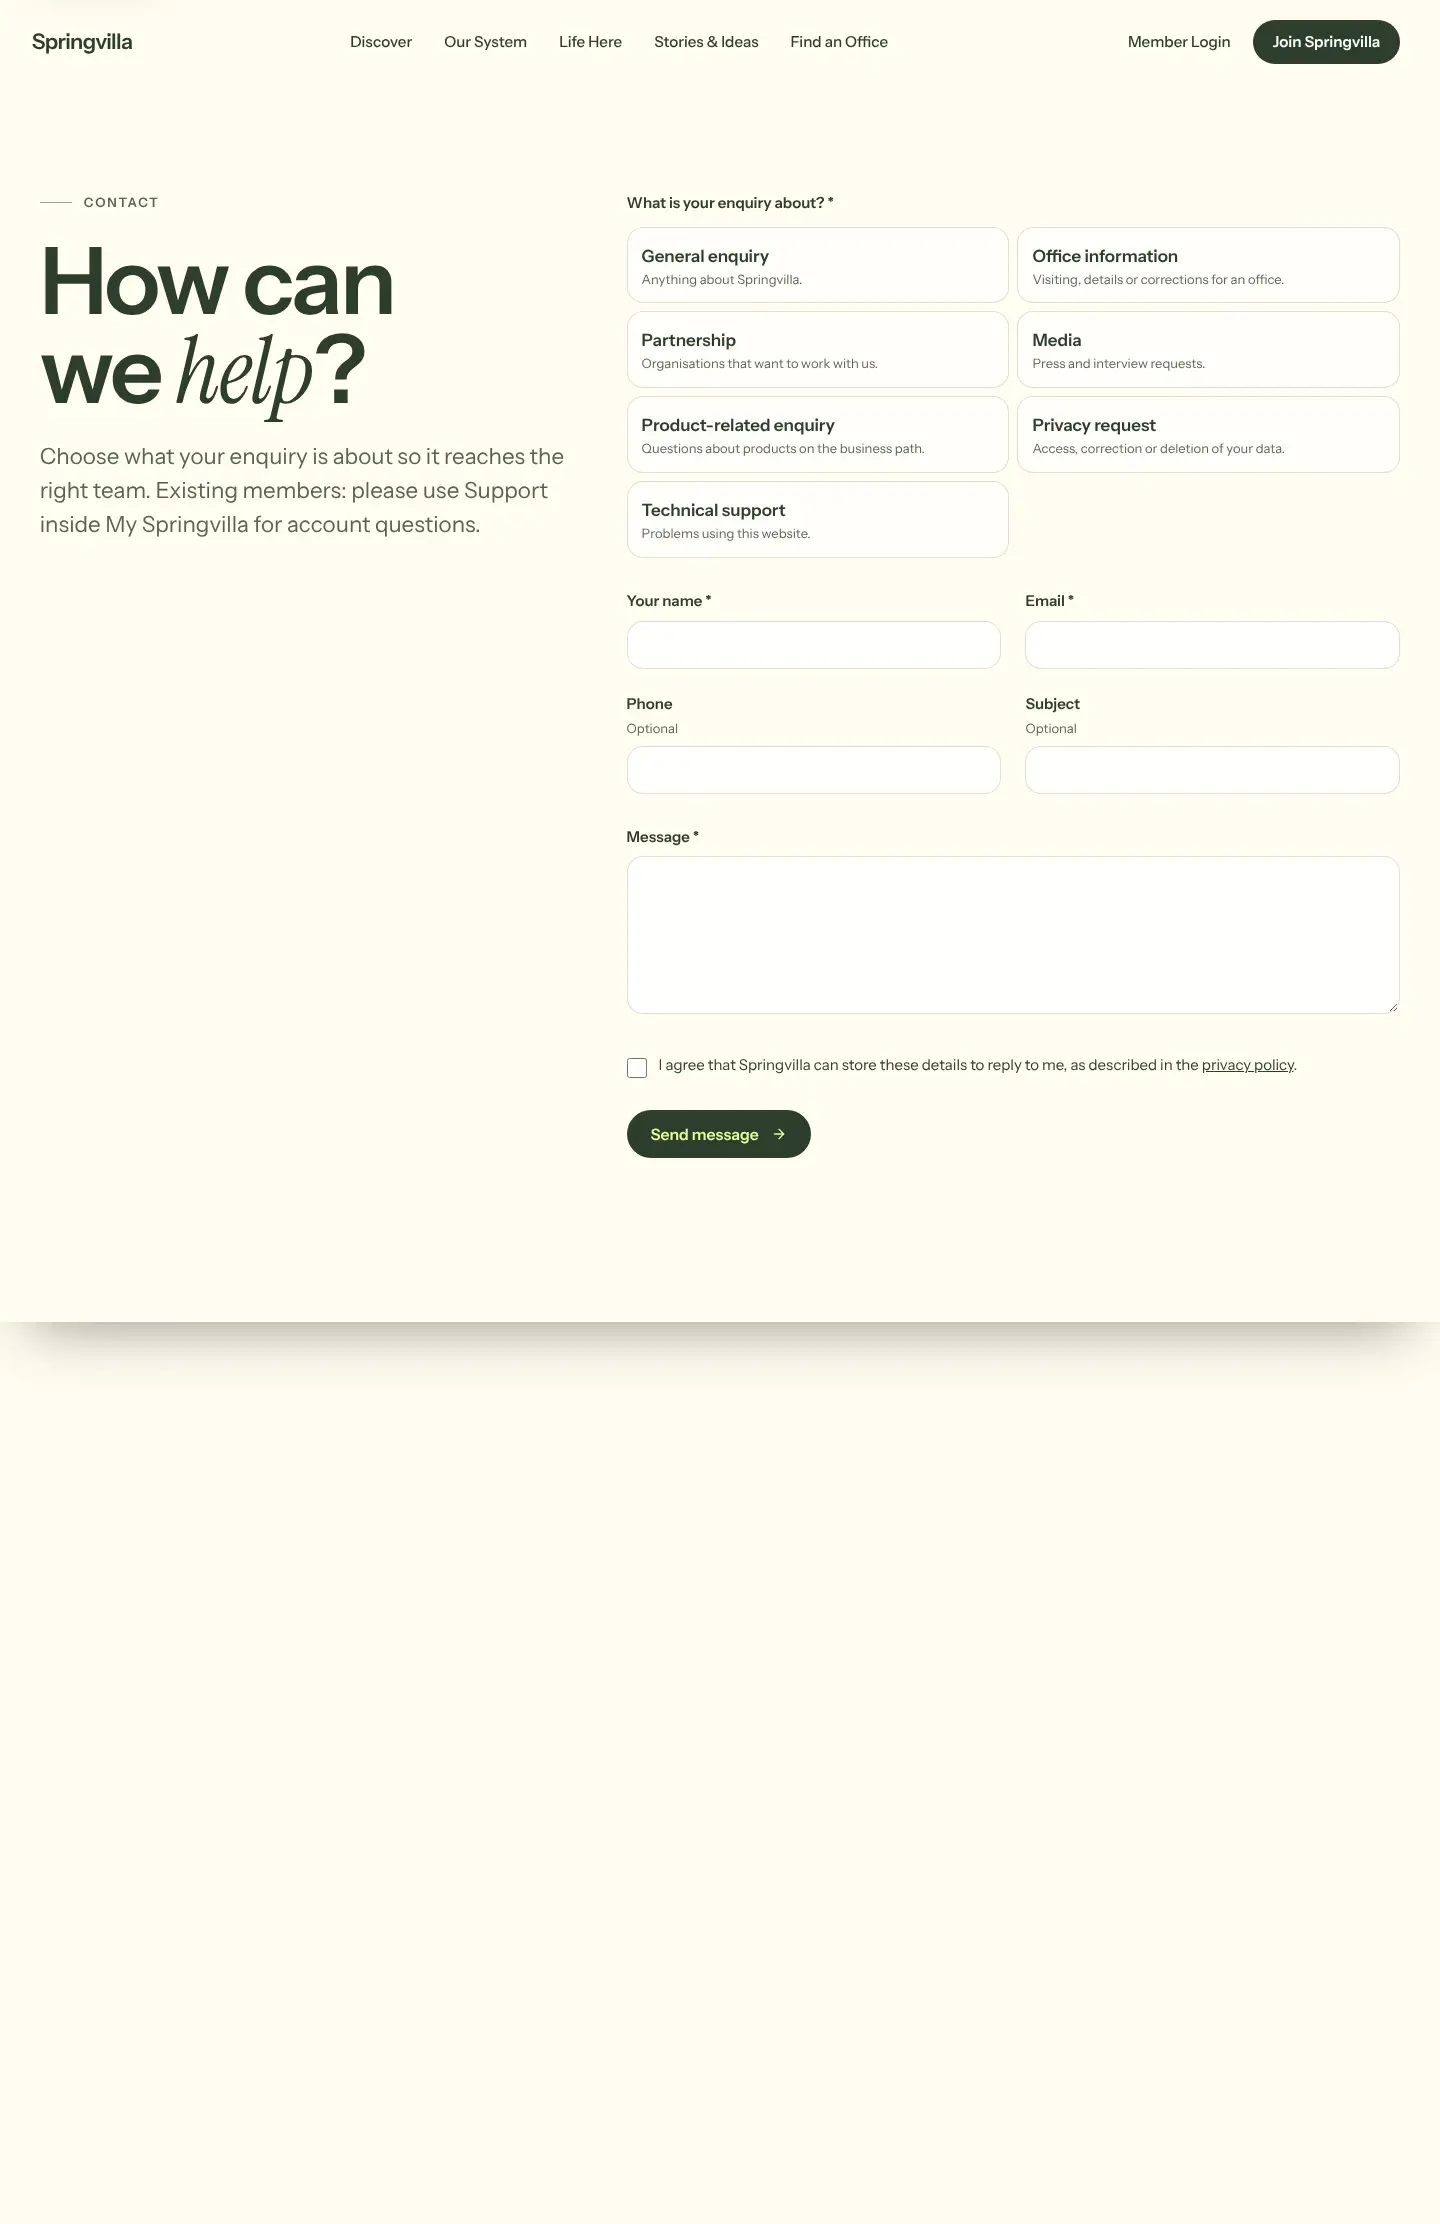 Springvilla
Discover
Our System
Life Here
Stories & Ideas
Find an Office
Member Login
Join Springvilla
CONTACT
How can
we help?
Choose what your enquiry is about so it reaches the
right team. Existing members: please use Support
inside My Springvilla for account questions.
What is your enquiry about? *
General enquiry
Anything about Springvilla.
Office information
Visiting, details or corrections for an office.
Partnership
Organisations that want to work with us.
Media
Press and interview requests.
Product-related enquiry
Questions about products on the business path.
Privacy request
Access, correction or deletion of your data.
Technical support
Problems using this website.
Your name *
Email *
Phone
Optional
Subject
Optional
Message *
I agree that Springvilla can store these details to reply to me, as described in the privacy policy.
Send message →